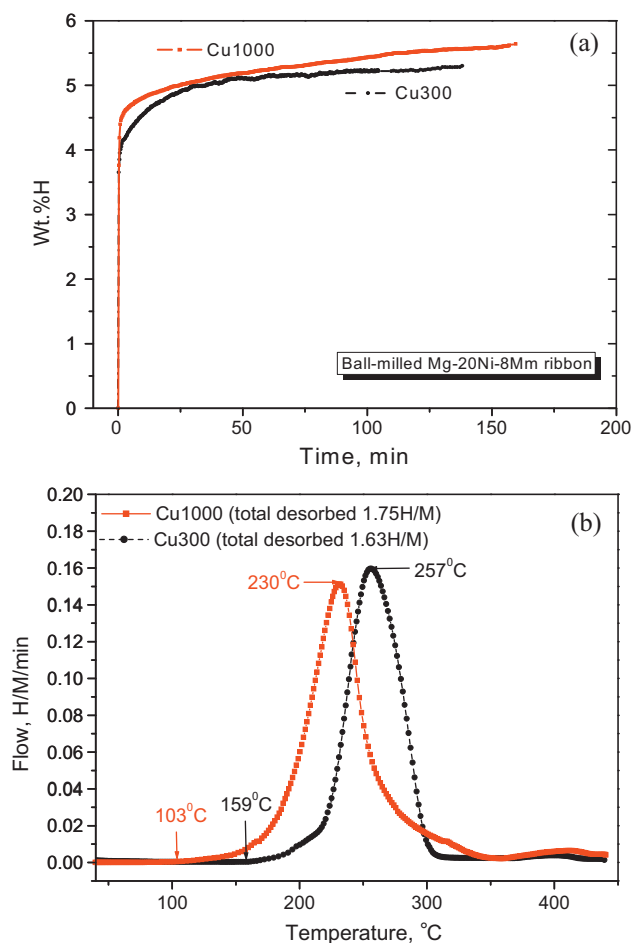 (a)
Cu1000
Cu300
Wt.%H
6
5
4
3
2
1
0
Ball-milled Mg-20Ni-8Mm ribbon
0 50 100 150 200
Time, min
(b)
Cu1000 (total desorbed 1.75H/M)
Cu300 (total desorbed 1.63H/M)
230⁰C
257⁰C
103⁰C
159⁰C
Flow, H/M/min
0.20
0.18
0.16
0.14
0.12
0.10
0.08
0.06
0.04
0.02
0.00
100 200 300 400
Temperature, °C